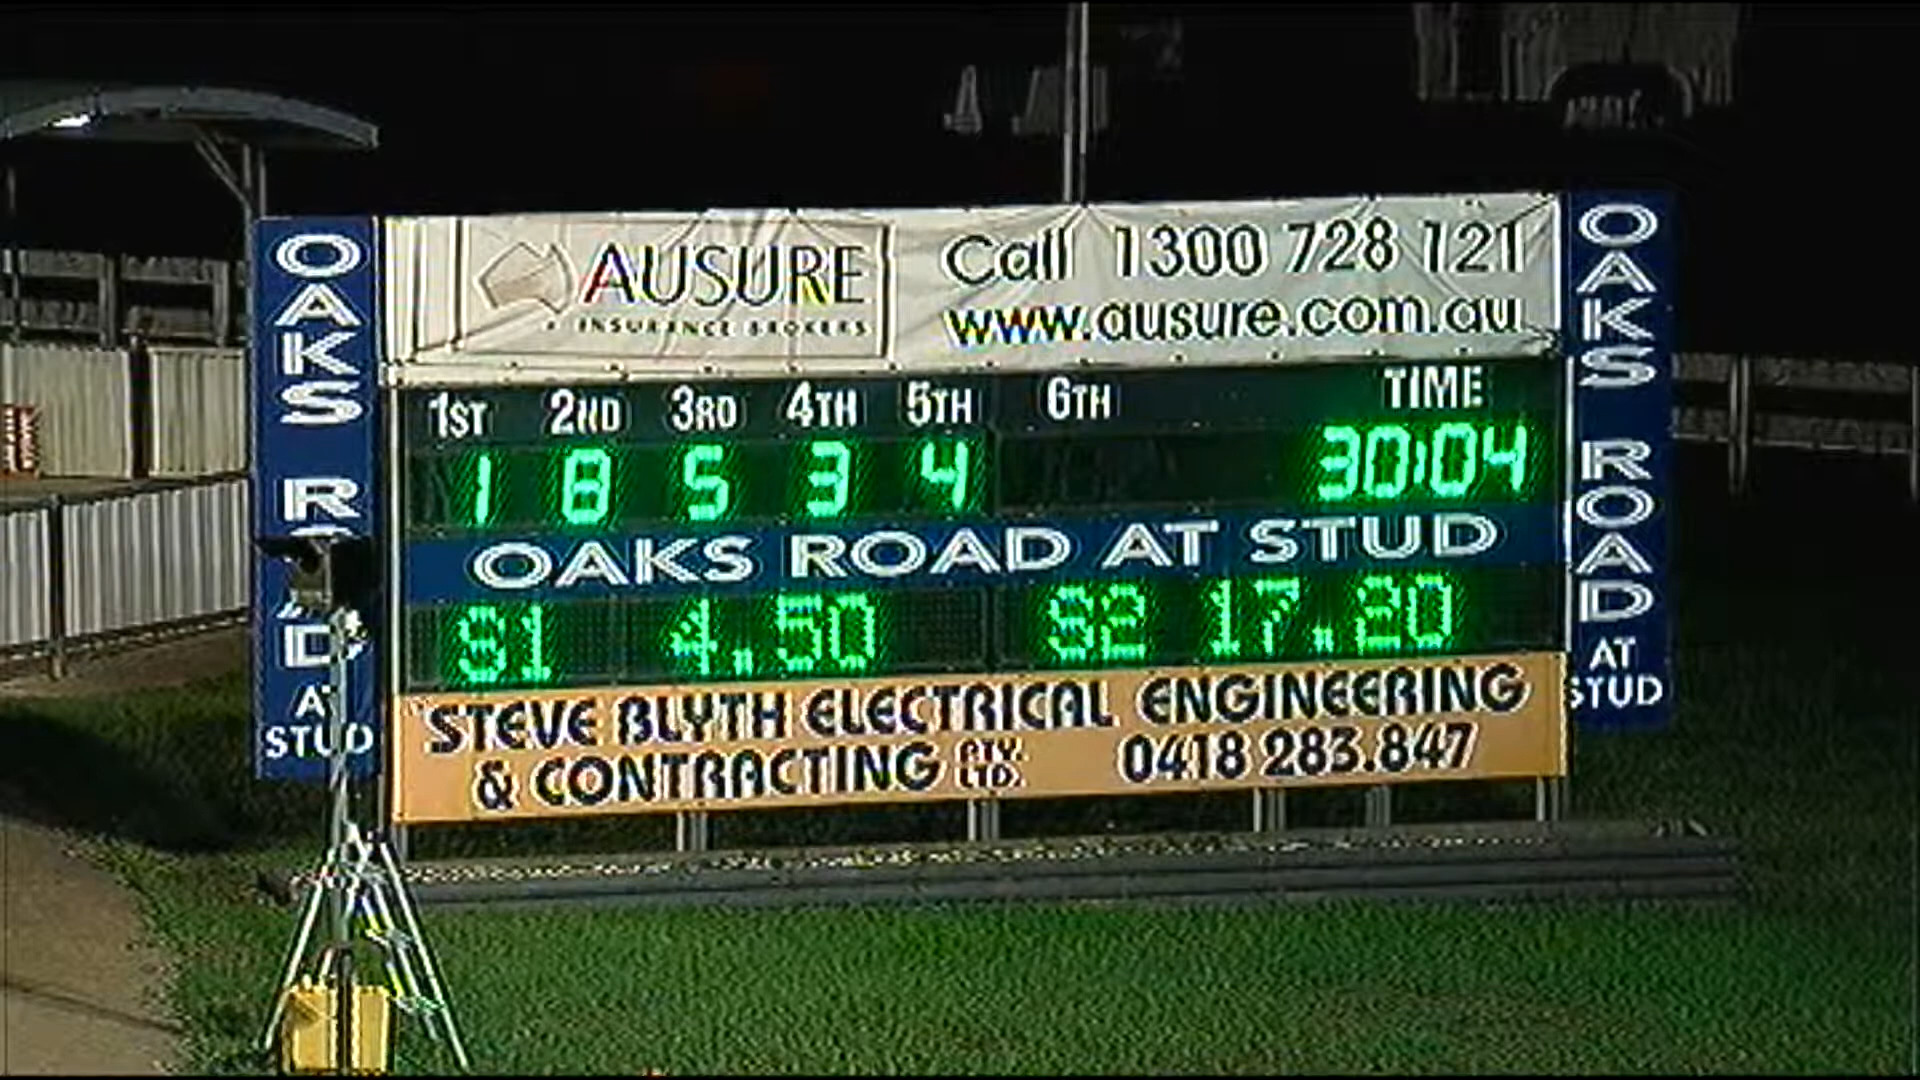 AUSURE
INSURANCE BROKERS
Call 1300 728 121
www.ausure.com.au
OAKS ROAD AT STUD
1ST 2ND 3RD 4TH 5TH 6TH TIME
1 8 5 3 4 30:04
OAKS ROAD AT STUD
S1 4.50 S2 17.20
STEVE BLYTH ELECTRICAL ENGINEERING
& CONTRACTING PTY. LTD. 0418 283.847
OAKS ROAD AT STUD